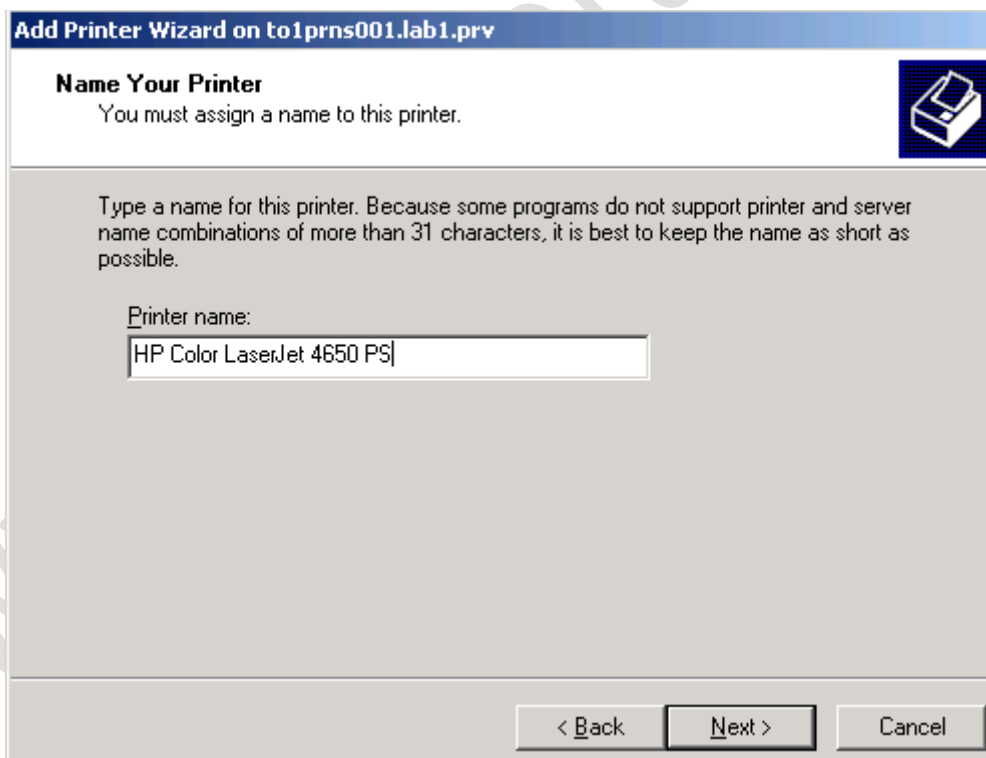 Add Printer Wizard on to1prns001.lab1.prv
Name Your Printer
You must assign a name to this printer.
Type a name for this printer. Because some programs do not support printer and server
name combinations of more than 31 characters, it is best to keep the name as short as
possible.
Printer name:
HP Color LaserJet 4650 PS
< Back
Next >
Cancel